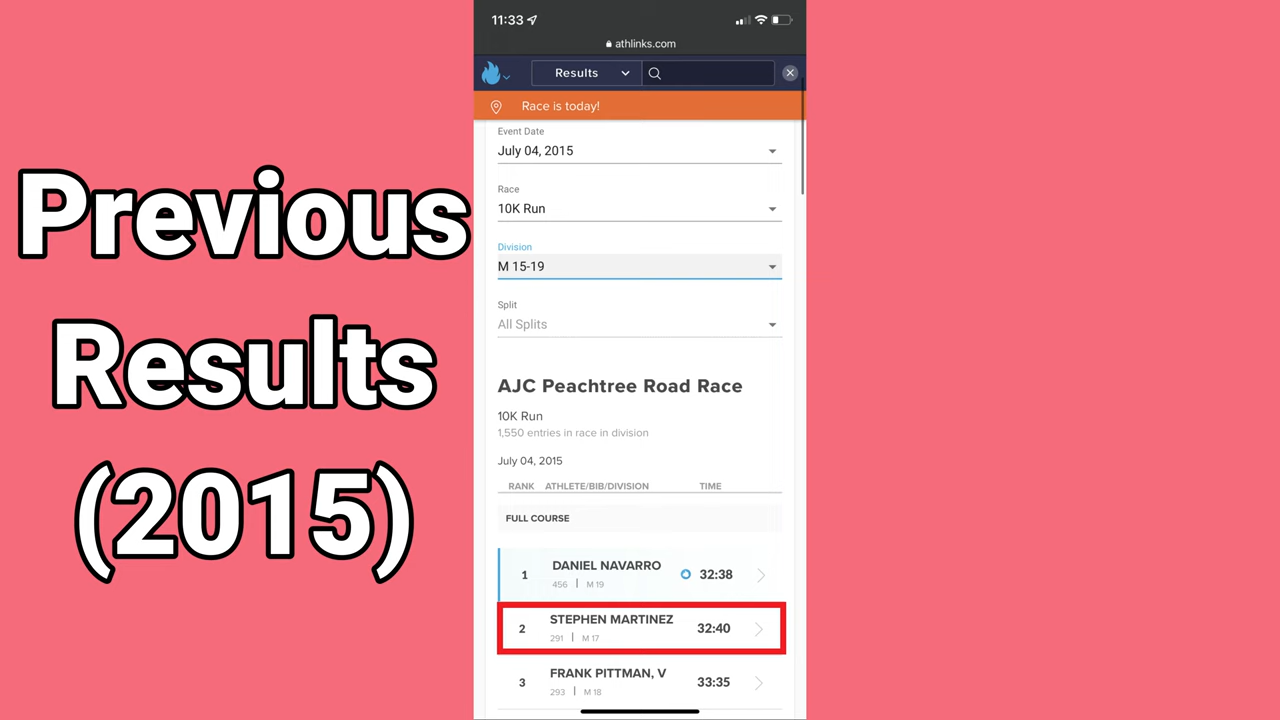 Previous
Results
(2015)
11:33
athlinks.com
Results
Race is today!
Event Date
July 04, 2015
Race
10K Run
Division
M 15-19
Split
All Splits
AJC Peachtree Road Race
10K Run
1,550 entries in race in division
July 04, 2015
RANK ATHLETE/BIB/DIVISION TIME
FULL COURSE
1 DANIEL NAVARRO 32:38
456 | M 19
2 STEPHEN MARTINEZ 32:40
291 | M 17
3 FRANK PITTMAN, V 33:35
293 | M 18